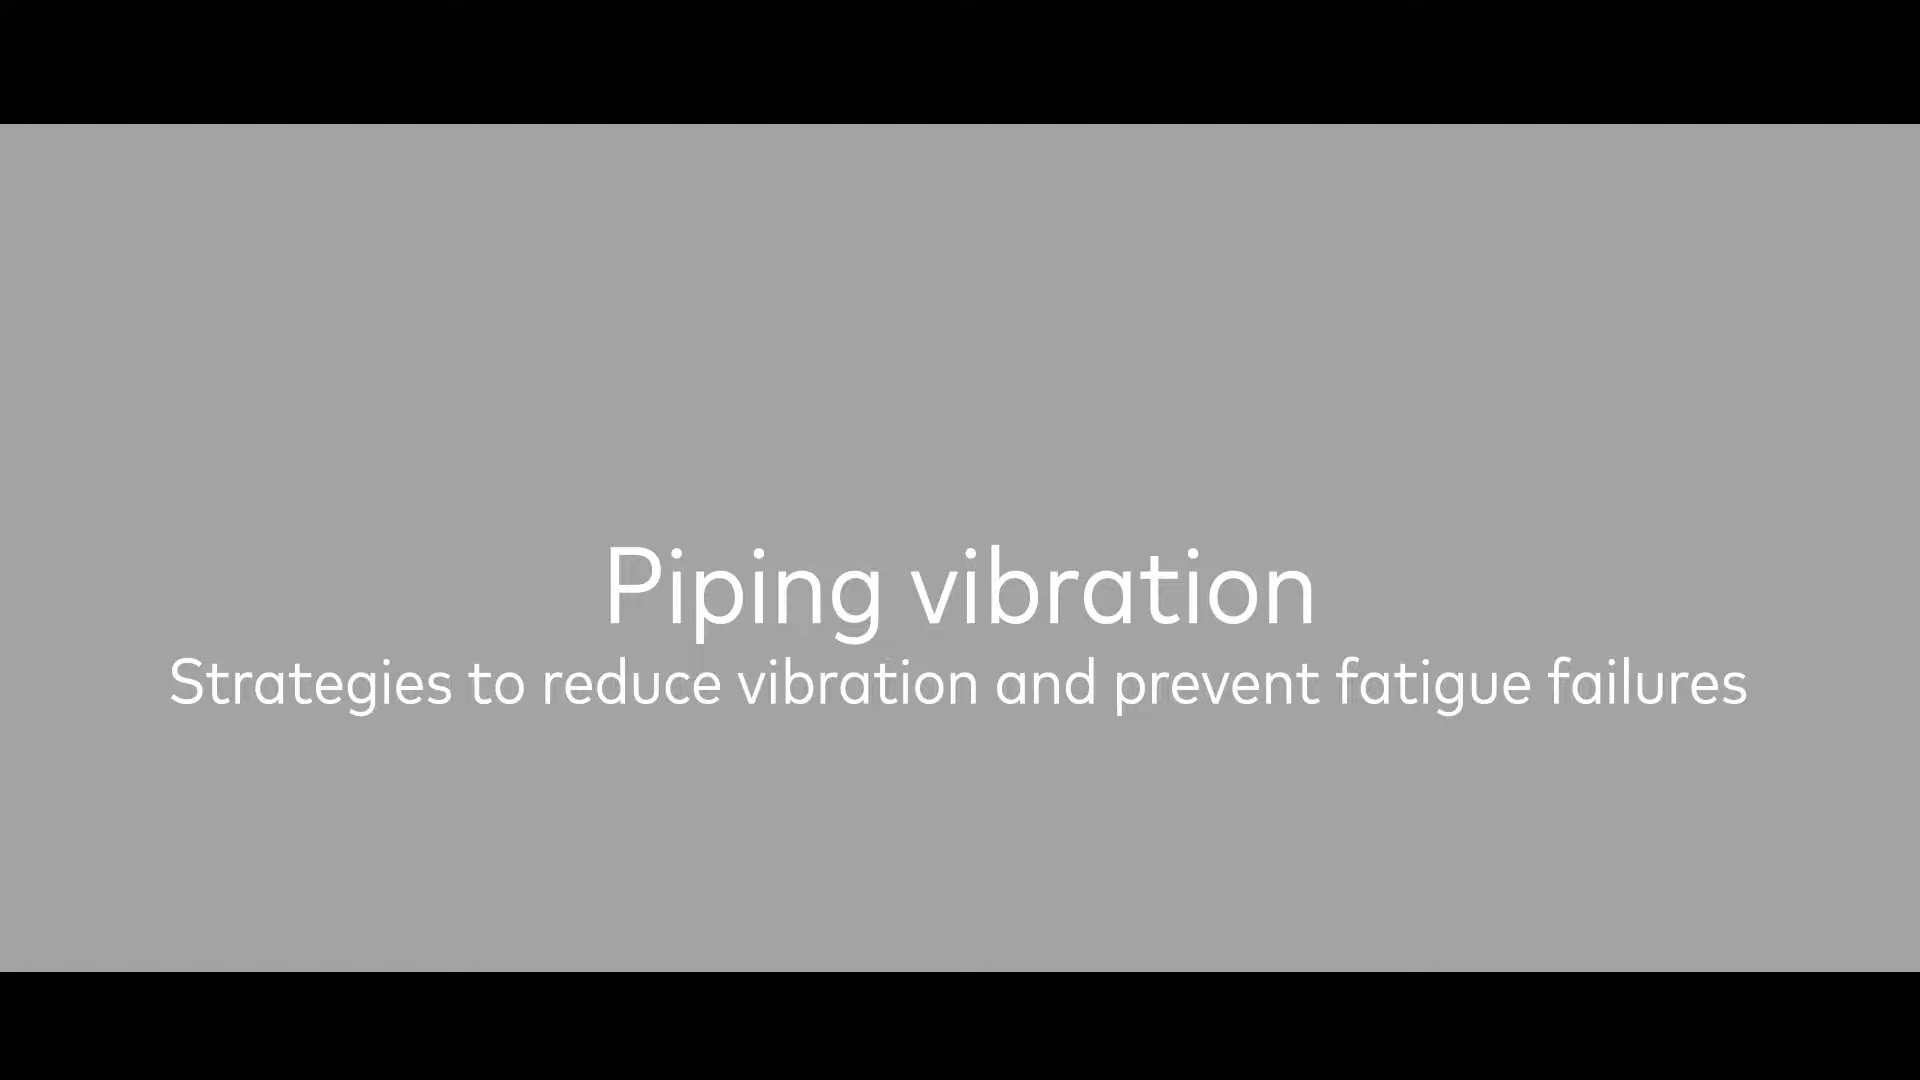 Piping vibration
Strategies to reduce vibration and prevent fatigue failures